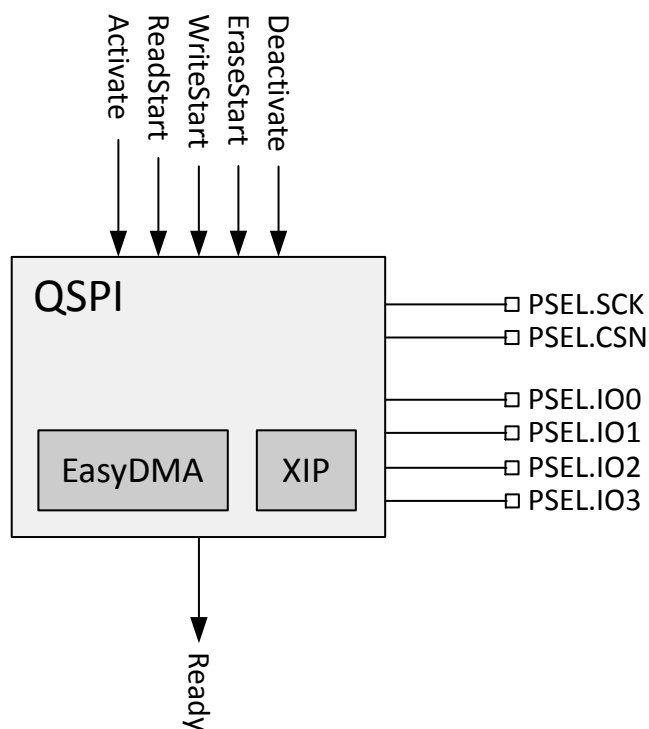 Activate
ReadStart
WriteStart
EraseStart
Deactivate
QSPI
PSEL.SCK
PSEL.CSN
PSEL.IO0
PSEL.IO1
PSEL.IO2
PSEL.IO3
EasyDMA
XIP
Ready